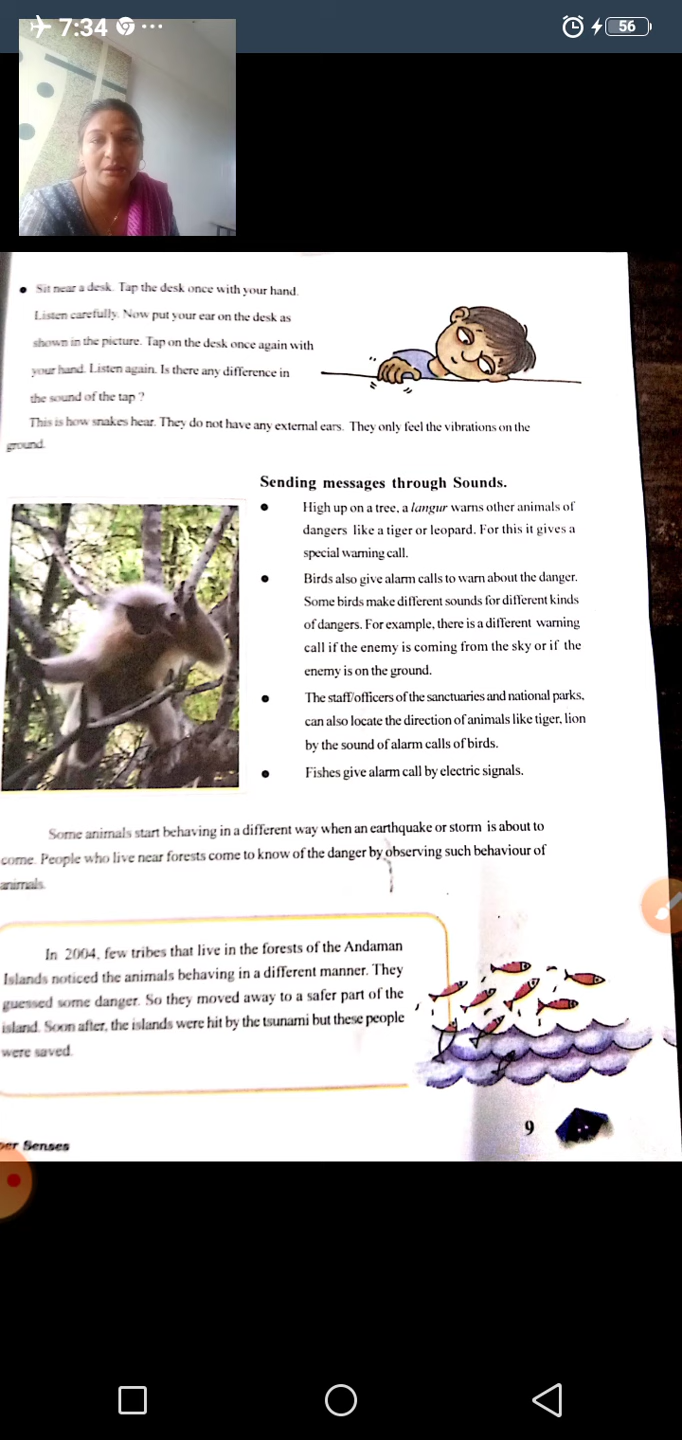 7:34
56
• Sit near a desk. Tap the desk once with your hand.
Listen carefully. Now put your ear on the desk as
shown in the picture. Tap on the desk once again with
your hand. Listen again. Is there any difference in
the sound of the tap ?
This is how snakes hear. They do not have any external ears. They only feel the vibrations on the
ground.
Sending messages through Sounds.
• High up on a tree, a langur warns other animals of
dangers like a tiger or leopard. For this it gives a
special warning call.
• Birds also give alarm calls to warn about the danger.
Some birds make different sounds for different kinds
of dangers. For example, there is a different warning
call if the enemy is coming from the sky or if the
enemy is on the ground.
• The staff/officers of the sanctuaries and national parks,
can also locate the direction of animals like tiger, lion
by the sound of alarm calls of birds.
• Fishes give alarm call by electric signals.
Some animals start behaving in a different way when an earthquake or storm is about to
come. People who live near forests come to know of the danger by observing such behaviour of
animals.
In 2004, few tribes that live in the forests of the Andaman
Islands noticed the animals behaving in a different manner. They
guessed some danger. So they moved away to a safer part of the
island. Soon after, the islands were hit by the tsunami but these people
were saved.
9
per Senses